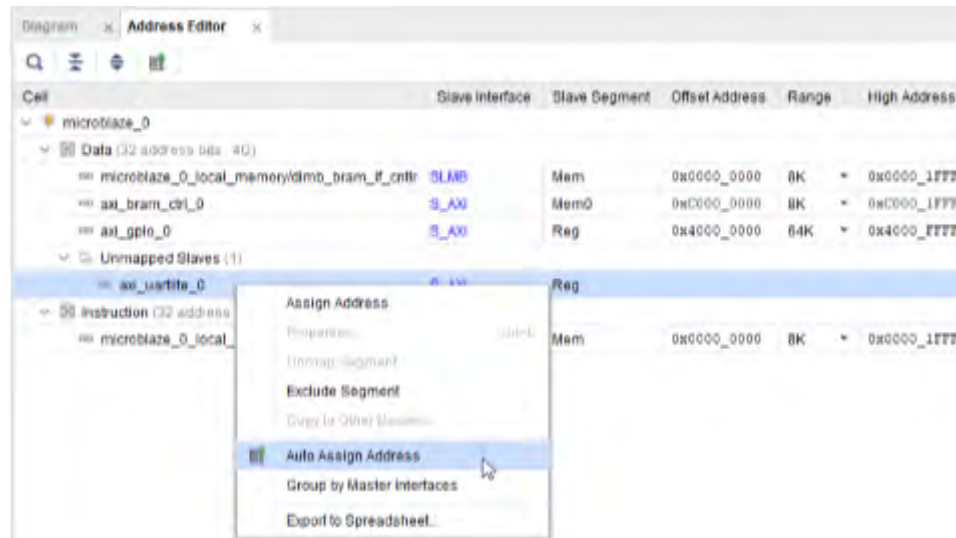 Diagram × Address Editor ×
Cell Slave Interface Slave Segment Offset Address Range High Address
microblaze_0
Data (32 address bits : 4G)
microblaze_0_local_memory/dlmb_bram_if_cntlr SLMB Mem 0x0000_0000 8K 0x0000_1FFF
axi_bram_ctrl_0 S_AXI Mem0 0xC000_0000 8K 0xC000_1FFF
axi_gpio_0 S_AXI Reg 0x4000_0000 64K 0x4000_FFFF
Unmapped Slaves (1)
axi_uartlite_0 S_AXI Reg
Instruction (32 address
microblaze_0_local_ Mem 0x0000_0000 8K 0x0000_1FFF
Assign Address
Properties...
Unmap Segment
Exclude Segment
Copy to Other Masters...
Auto Assign Address
Group by Master Interfaces
Export to Spreadsheet...